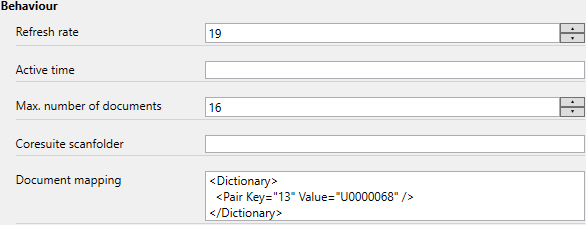 Behaviour
Refresh rate 19
Active time
Max. number of documents 16
Coresuite scanfolder
Document mapping <Dictionary>
<Pair Key="13" Value="U0000068" />
</Dictionary>